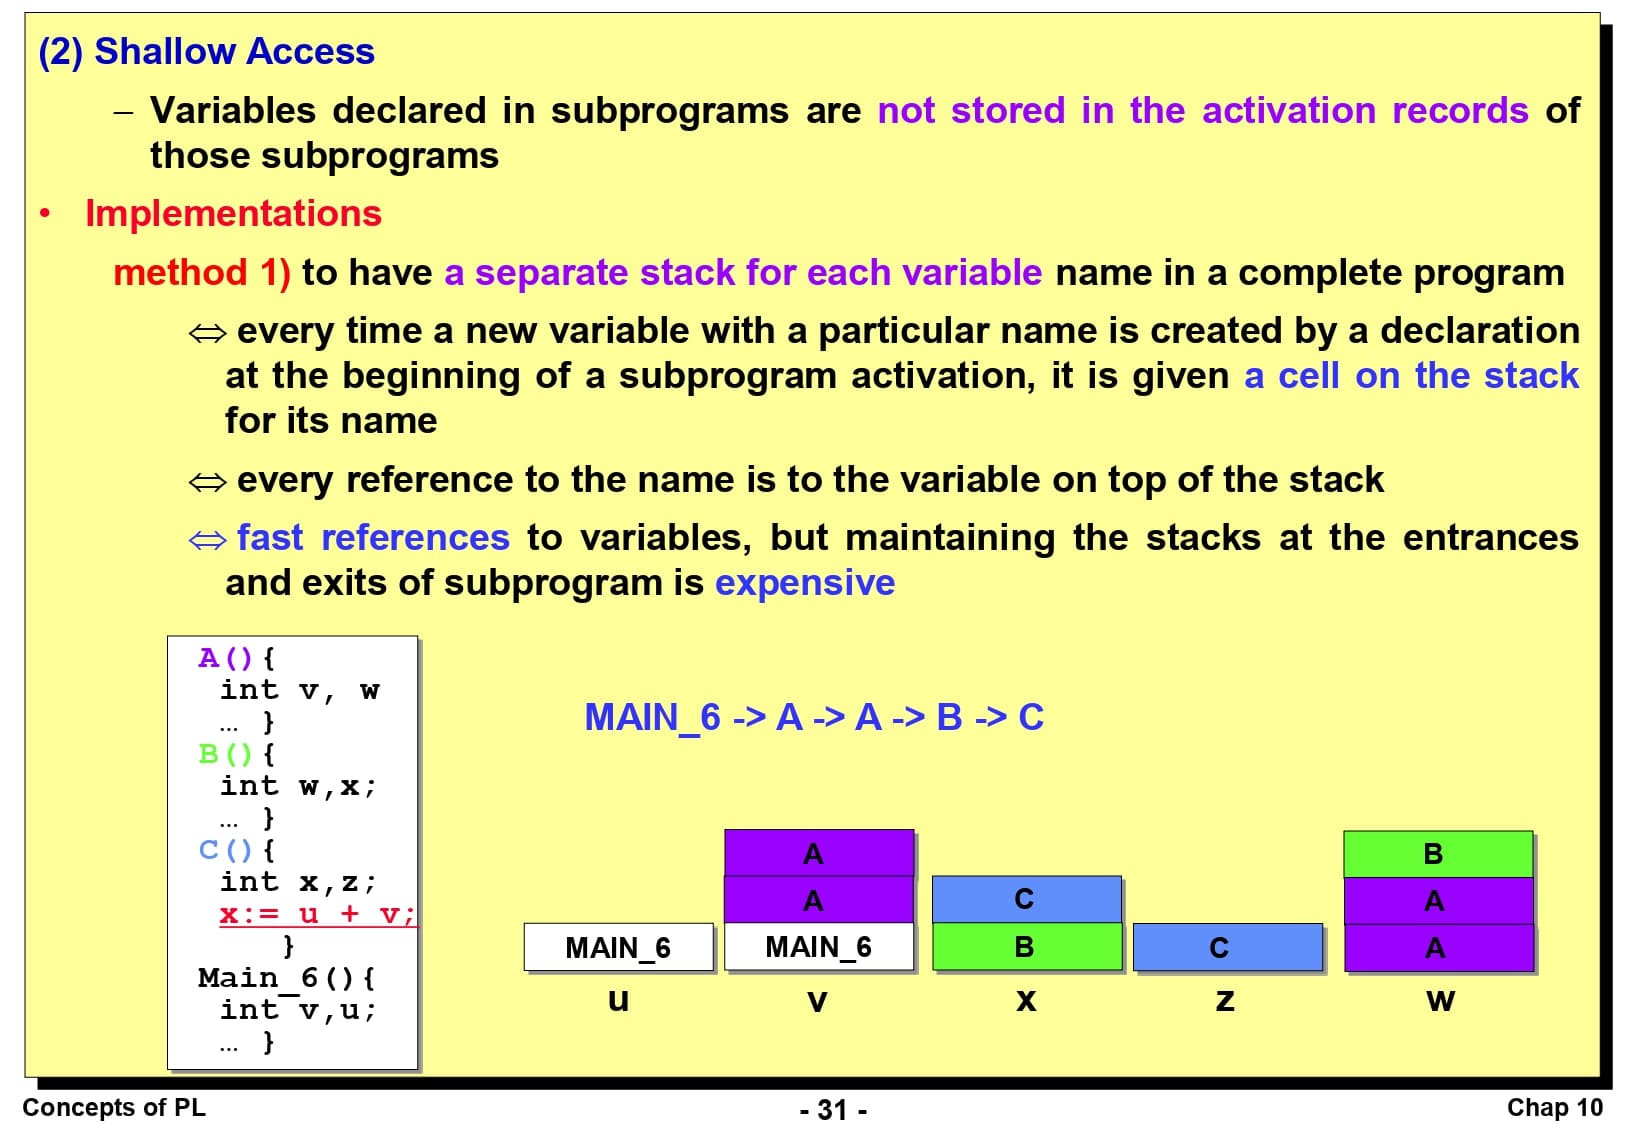 (2) Shallow Access
– Variables declared in subprograms are not stored in the activation records of
those subprograms
• Implementations
method 1) to have a separate stack for each variable name in a complete program
⇔ every time a new variable with a particular name is created by a declaration
at the beginning of a subprogram activation, it is given a cell on the stack
for its name
⇔ every reference to the name is to the variable on top of the stack
⇔ fast references to variables, but maintaining the stacks at the entrances
and exits of subprogram is expensive
A(){
int v, w
… }
B(){
int w,x;
… }
C(){
int x,z;
x:= u + v;
}
Main_6(){
int v,u;
… }
MAIN_6 -> A -> A -> B -> C
A B
A C A
MAIN_6 MAIN_6 B C A
u v x z w
Concepts of PL - 31 - Chap 10